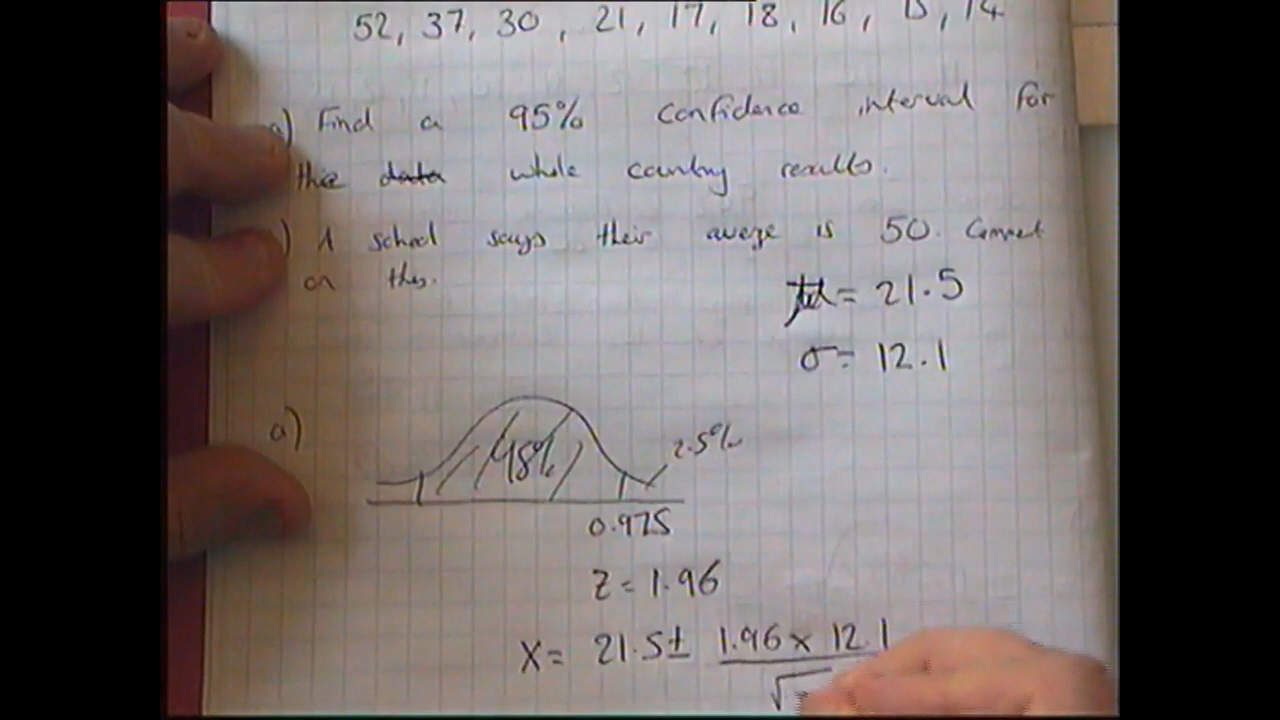 52, 37, 30, 21, 17, 18, 16, 15, 14
a) Find a 95% confidence interval for
the data whole country results.
) A school says their averge is 50. Comment
on this.
= 21.5
σ = 12.1
a)
98%
2.5%
0.975
z = 1.96
X = 21.5 ± 1.96 x 12.1
√